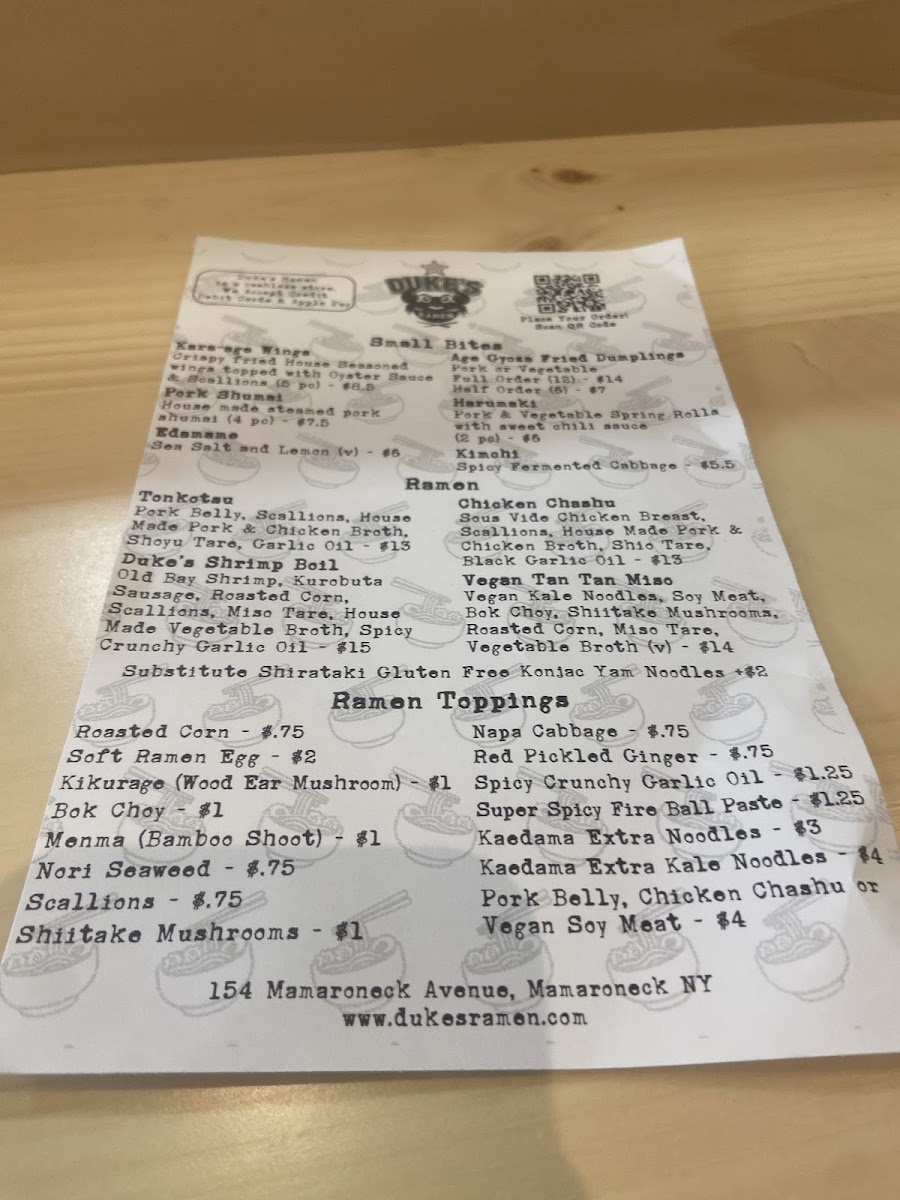 Duke's Ramen
is a cashless store.
We Accept Credit
Debit Cards & Apple Pay
DUKE'S
RAMEN
Place Your Order!
Scan QR Code
Small Bites
Kara-age Wings
Crispy fried House Seasoned
wings topped with Oyster Sauce
& Scallions (5 pc) - $8.5
Pork Shumai
House made steamed pork
shumai (4 pc) - $7.5
Edamame
Sea Salt and Lemon (v) - $6
Age Gyoza Fried Dumplings
Pork or Vegetable
Full Order (12) - $14
Half Order (6) - $7
Harumaki
Pork & Vegetable Spring Rolls
with sweet chili sauce
(2 pc) - $6
Kimchi
Spicy Fermented Cabbage - $5.5
Ramen
Tonkotsu
Pork Belly, Scallions, House
Made Pork & Chicken Broth,
Shoyu Tare, Garlic Oil - $13
Duke's Shrimp Boil
Old Bay Shrimp, Kurobuta
Sausage, Roasted Corn,
Scallions, Miso Tare, House
Made Vegetable Broth, Spicy
Crunchy Garlic Oil - $15
Chicken Chashu
Sous Vide Chicken Breast,
Scallions, House Made Pork &
Chicken Broth, Shio Tare,
Black Garlic Oil - $13
Vegan Tan Tan Miso
Vegan Kale Noodles, Soy Meat,
Bok Choy, Shiitake Mushrooms,
Roasted Corn, Miso Tare,
Vegetable Broth (v) - $14
Substitute Shirataki Gluten Free Konjac Yam Noodles +$2
Ramen Toppings
Roasted Corn - $.75
Soft Ramen Egg - $2
Kikurage (Wood Ear Mushroom) - $1
Bok Choy - $1
Menma (Bamboo Shoot) - $1
Nori Seaweed - $.75
Scallions - $.75
Shiitake Mushrooms - $1
Napa Cabbage - $.75
Red Pickled Ginger - $.75
Spicy Crunchy Garlic Oil - $1.25
Super Spicy Fire Ball Paste - $1.25
Kaedama Extra Noodles - $3
Kaedama Extra Kale Noodles - $4
Pork Belly, Chicken Chashu or
Vegan Soy Meat - $4
154 Mamaroneck Avenue, Mamaroneck NY
www.dukesramen.com